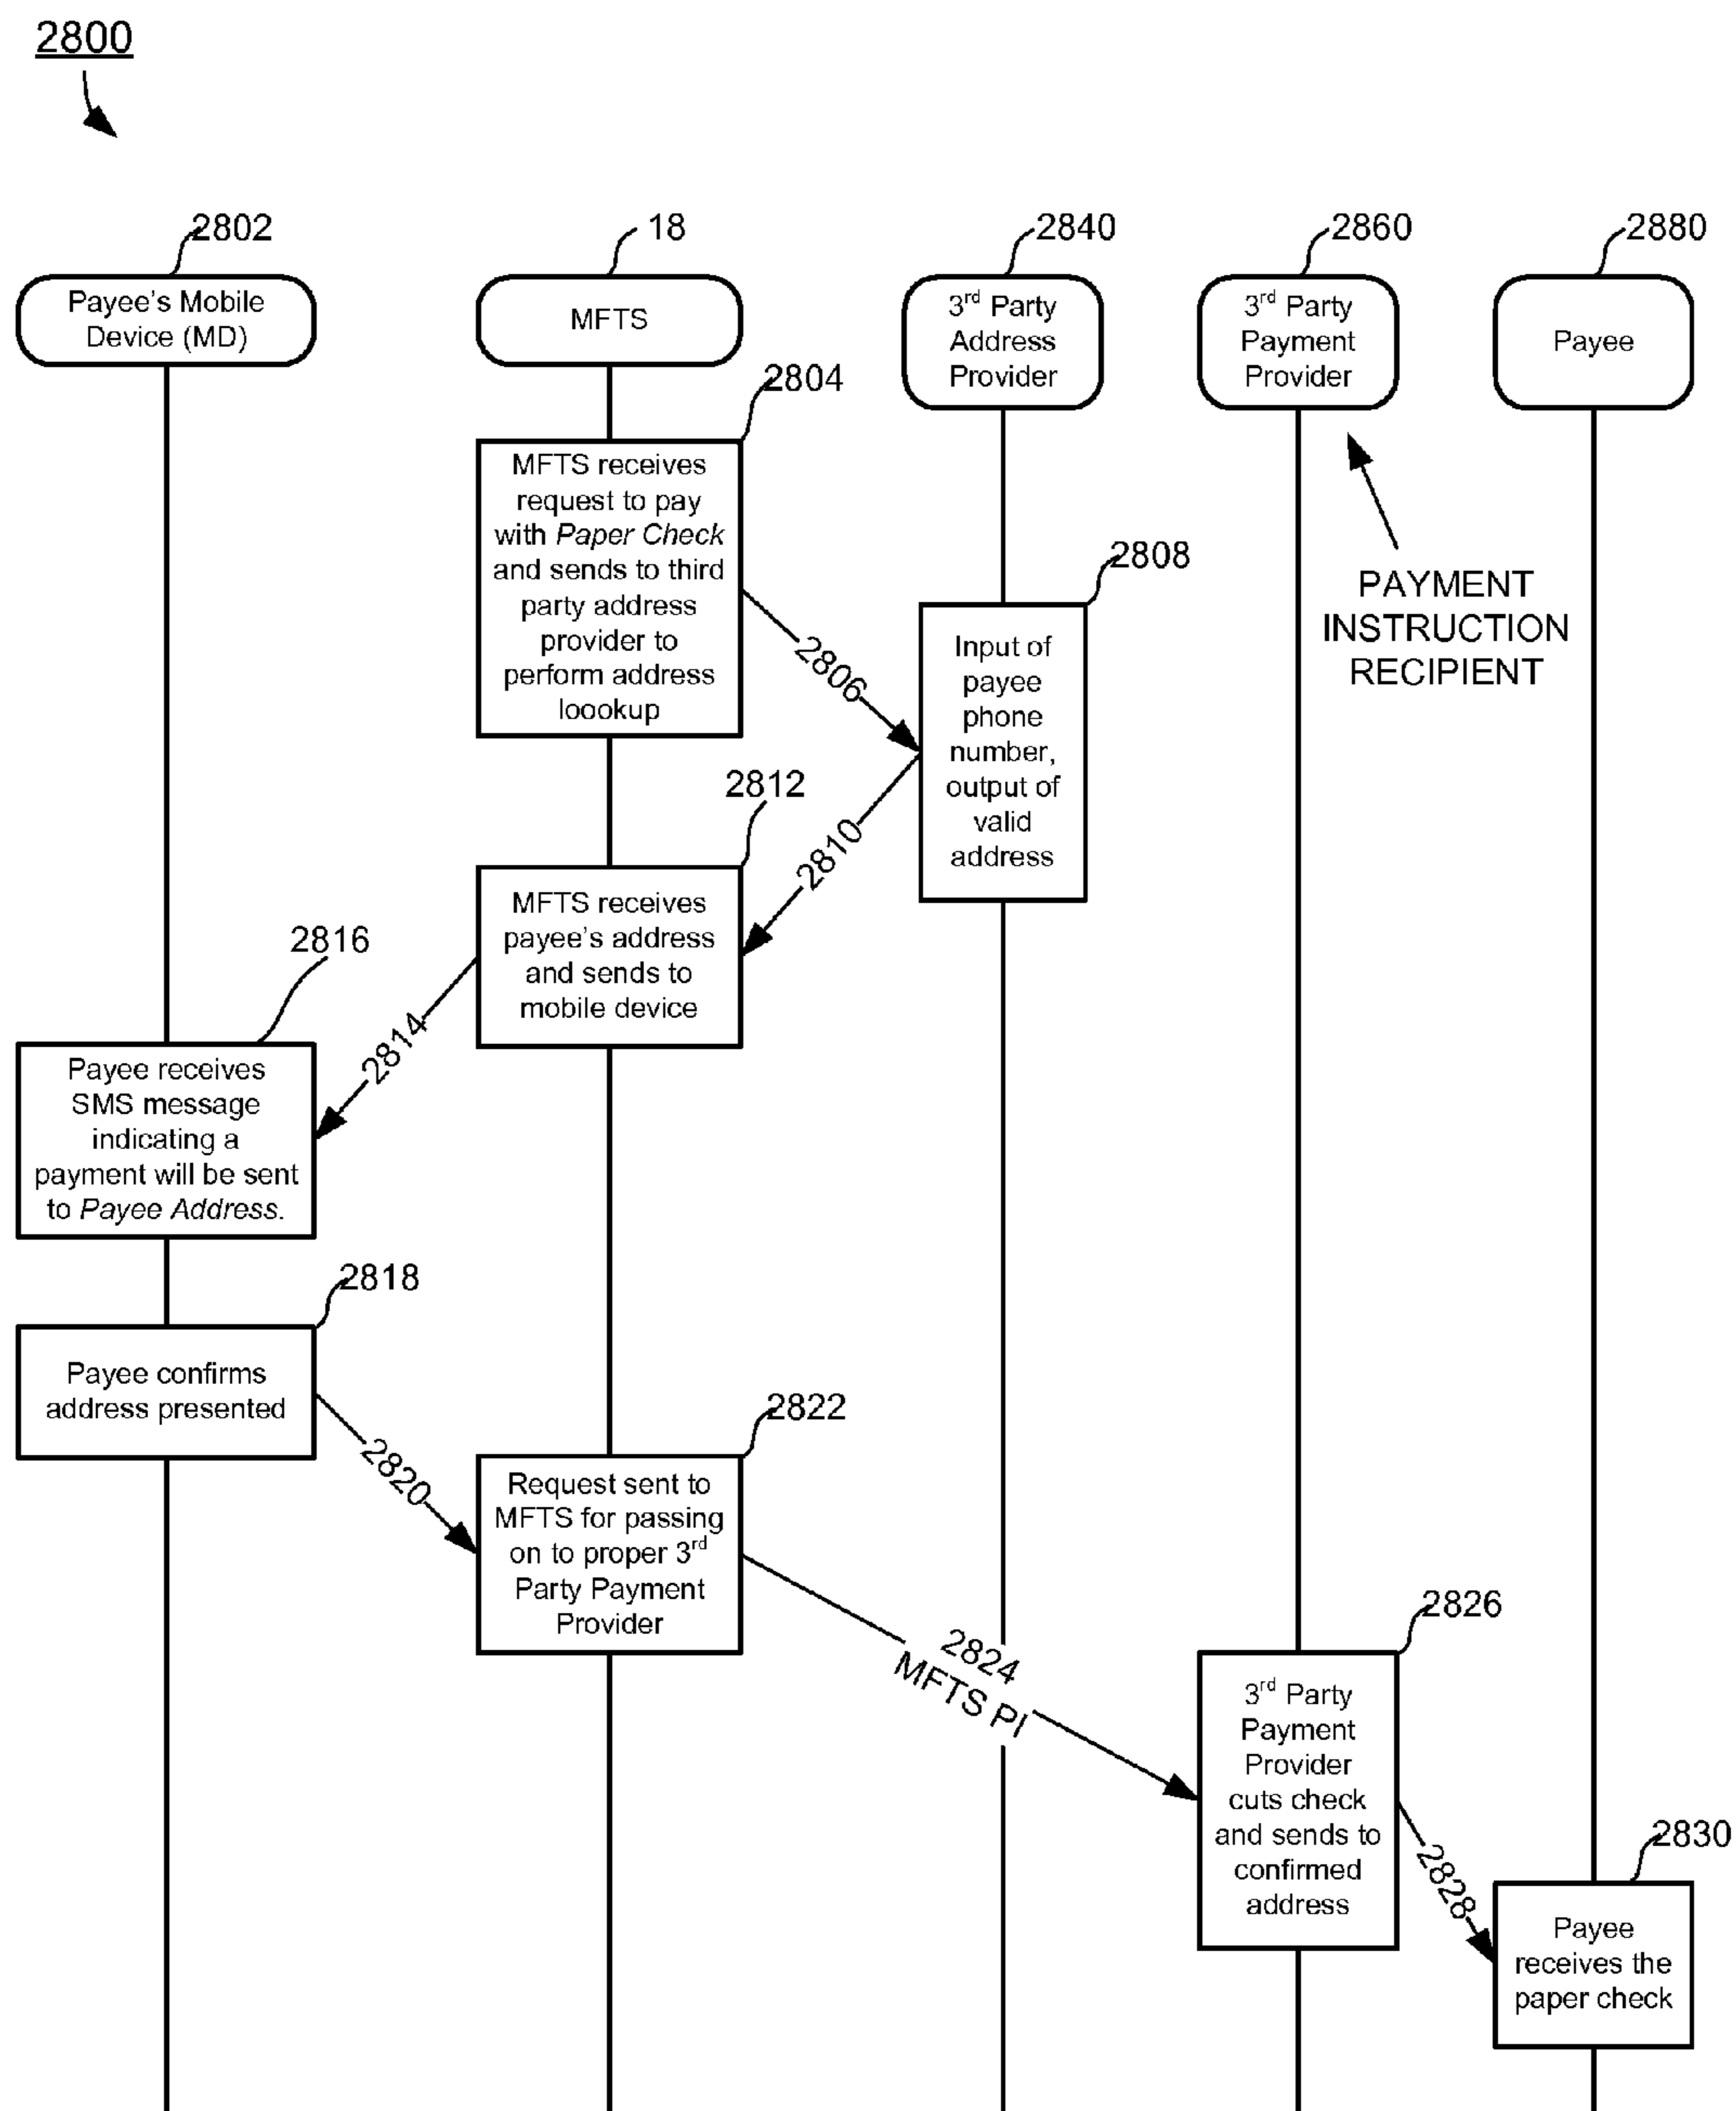 2800
2802
18
2840
2860
2880
Payee's Mobile
Device (MD)
MFTS
3rd Party
Address
Provider
3rd Party
Payment
Provider
Payee
2804
MFTS receives
request to pay
with Paper Check
and sends to third
party address
provider to
perform address
loookup
2806
2808
Input of
payee
phone
number,
output of
valid
address
PAYMENT
INSTRUCTION
RECIPIENT
2810
2812
MFTS receives
payee's address
and sends to
mobile device
2814
2816
Payee receives
SMS message
indicating a
payment will be sent
to Payee Address.
2818
Payee confirms
address presented
2820
2822
Request sent to
MFTS for passing
on to proper 3rd
Party Payment
Provider
2824
MFTS PI
2826
3rd Party
Payment
Provider
cuts check
and sends to
confirmed
address
2828
2830
Payee
receives the
paper check